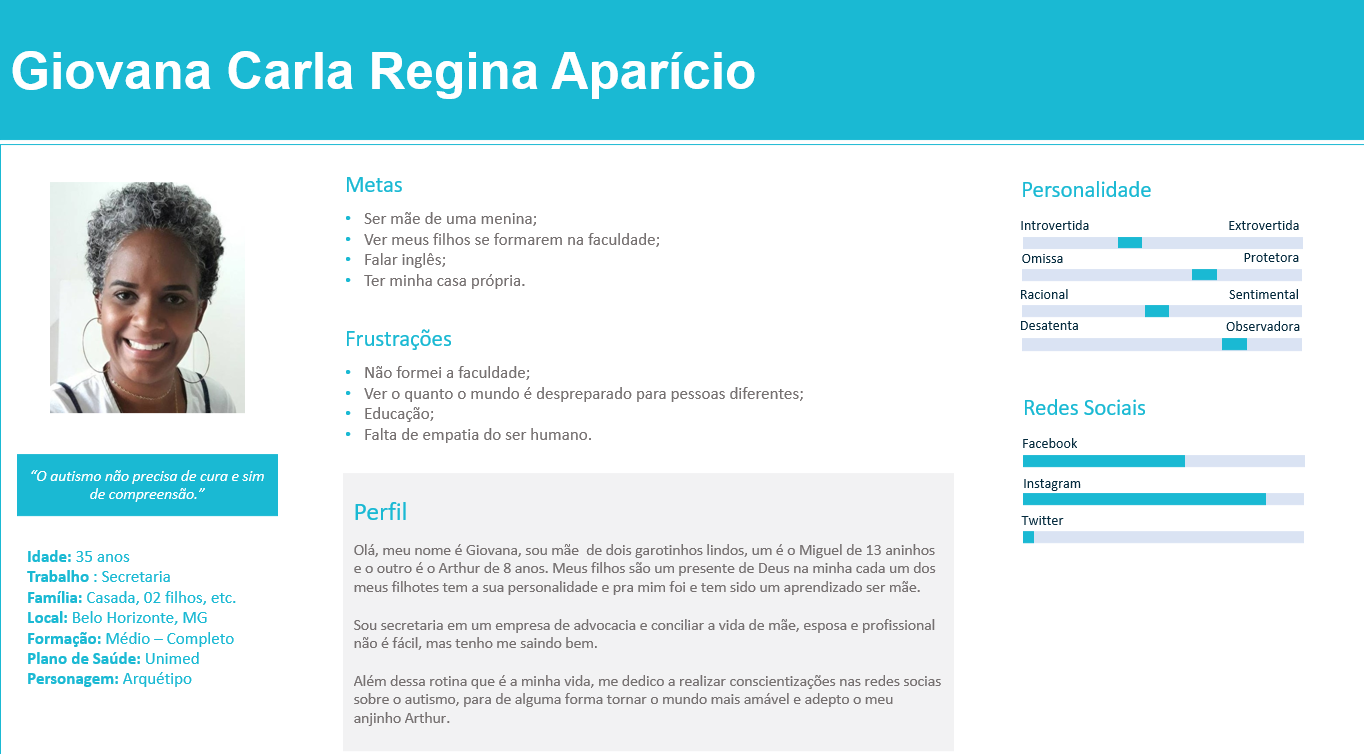 Giovana Carla Regina Aparício
“O autismo não precisa de cura e sim
de compreensão.”
Idade: 35 anos
Trabalho : Secretaria
Família: Casada, 02 filhos, etc.
Local: Belo Horizonte, MG
Formação: Médio – Completo
Plano de Saúde: Unimed
Personagem: Arquétipo
Metas
• Ser mãe de uma menina;
• Ver meus filhos se formarem na faculdade;
• Falar inglês;
• Ter minha casa própria.
Frustrações
• Não formei a faculdade;
• Ver o quanto o mundo é despreparado para pessoas diferentes;
• Educação;
• Falta de empatia do ser humano.
Perfil
Olá, meu nome é Giovana, sou mãe  de dois garotinhos lindos, um é o Miguel de 13 aninhos
e o outro é o Arthur de 8 anos. Meus filhos são um presente de Deus na minha cada um dos
meus filhotes tem a sua personalidade e pra mim foi e tem sido um aprendizado ser mãe.
Sou secretaria em um empresa de advocacia e conciliar a vida de mãe, esposa e profissional
não é fácil, mas tenho me saindo bem.
Além dessa rotina que é a minha vida, me dedico a realizar conscientizações nas redes socias
sobre o autismo, para de alguma forma tornar o mundo mais amável e adepto o meu
anjinho Arthur.
Personalidade
Introvertida Extrovertida
Omissa Protetora
Racional Sentimental
Desatenta Observadora
Redes Sociais
Facebook
Instagram
Twitter